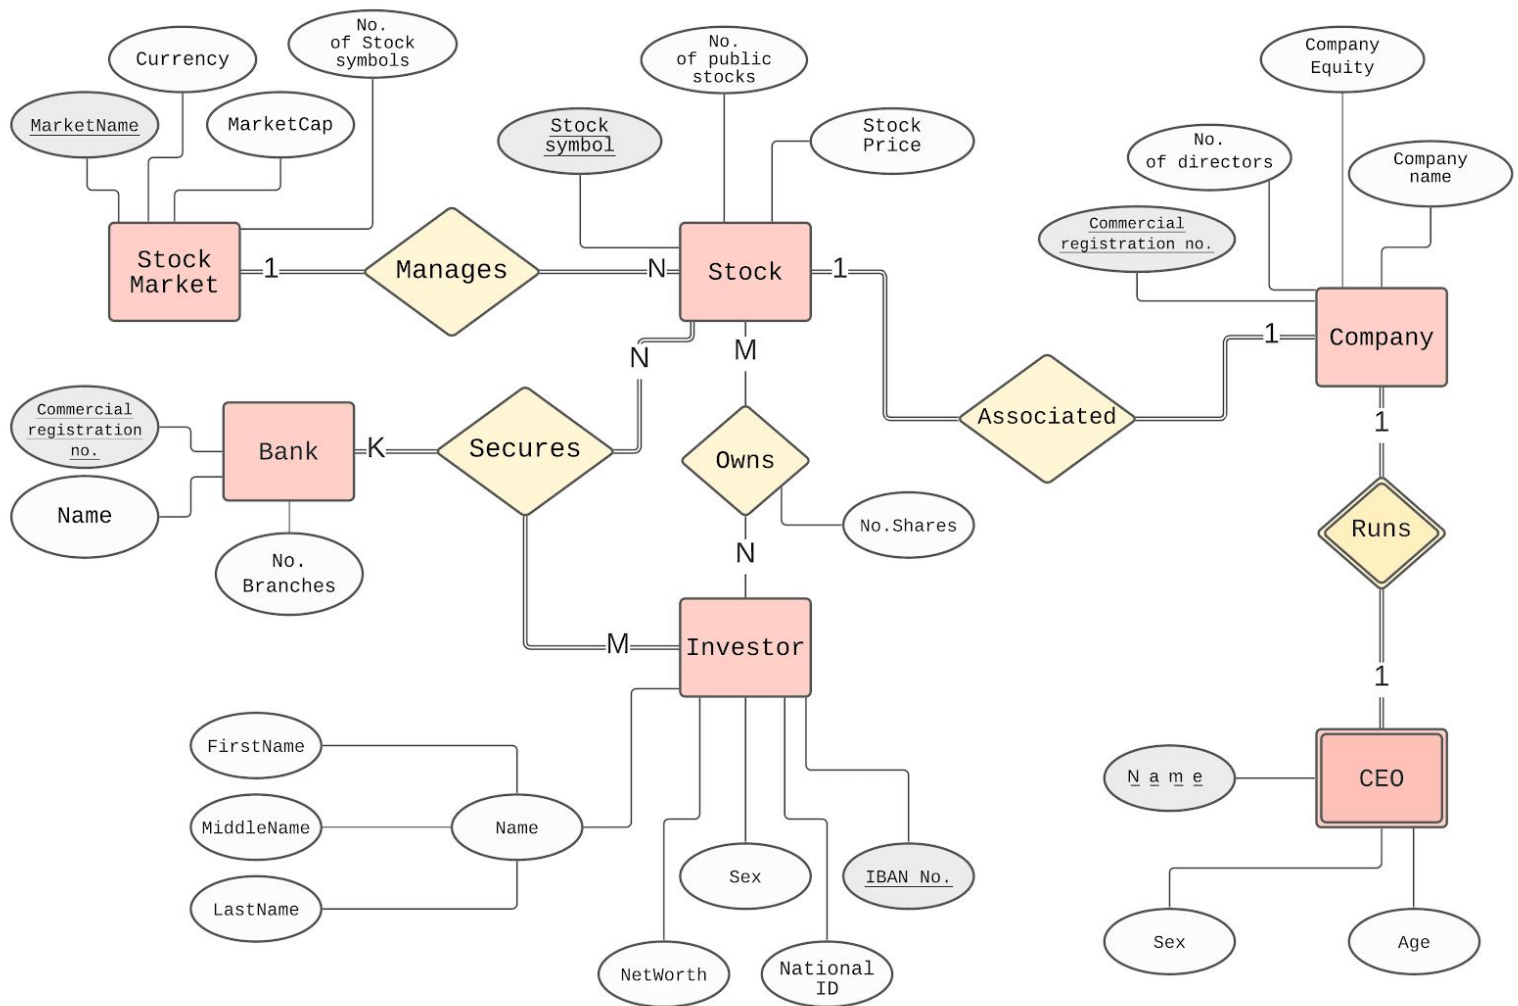 No.
of Stock
symbols
Currency
MarketName
MarketCap
No.
of public
stocks
Stock
symbol
Stock
Price
Company
Equity
No.
of directors
Company
name
Commercial
registration no.
Stock
Market
1
Manages
N
Stock
1
1
Company
N
M
1
Commercial
registration
no.
Bank
K
Secures
Owns
Associated
Name
No.Shares
Runs
No.
Branches
N
M
Investor
1
FirstName
MiddleName
Name
LastName
Sex
IBAN No.
NetWorth
National
ID
Name
CEO
Sex
Age